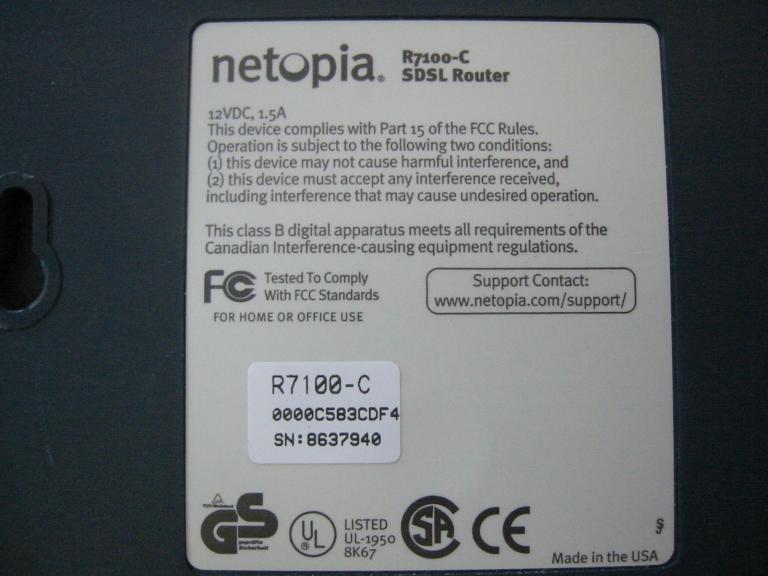 netopia®
R7100-C
SDSL Router
12VDC, 1.5A
This device complies with Part 15 of the FCC Rules.
Operation is subject to the following two conditions:
(1) this device may not cause harmful interference, and
(2) this device must accept any interference received,
including interference that may cause undesired operation.
This class B digital apparatus meets all requirements of the
Canadian Interference-causing equipment regulations.
FC Tested To Comply
With FCC Standards
FOR HOME OR OFFICE USE
Support Contact:
www.netopia.com/support/
R7100-C
0000C583CDF4
SN:8637940
GS
geprüfte
Sicherheit
UL
®
LISTED
UL-1950
8K67
SA
CE
Made in the USA